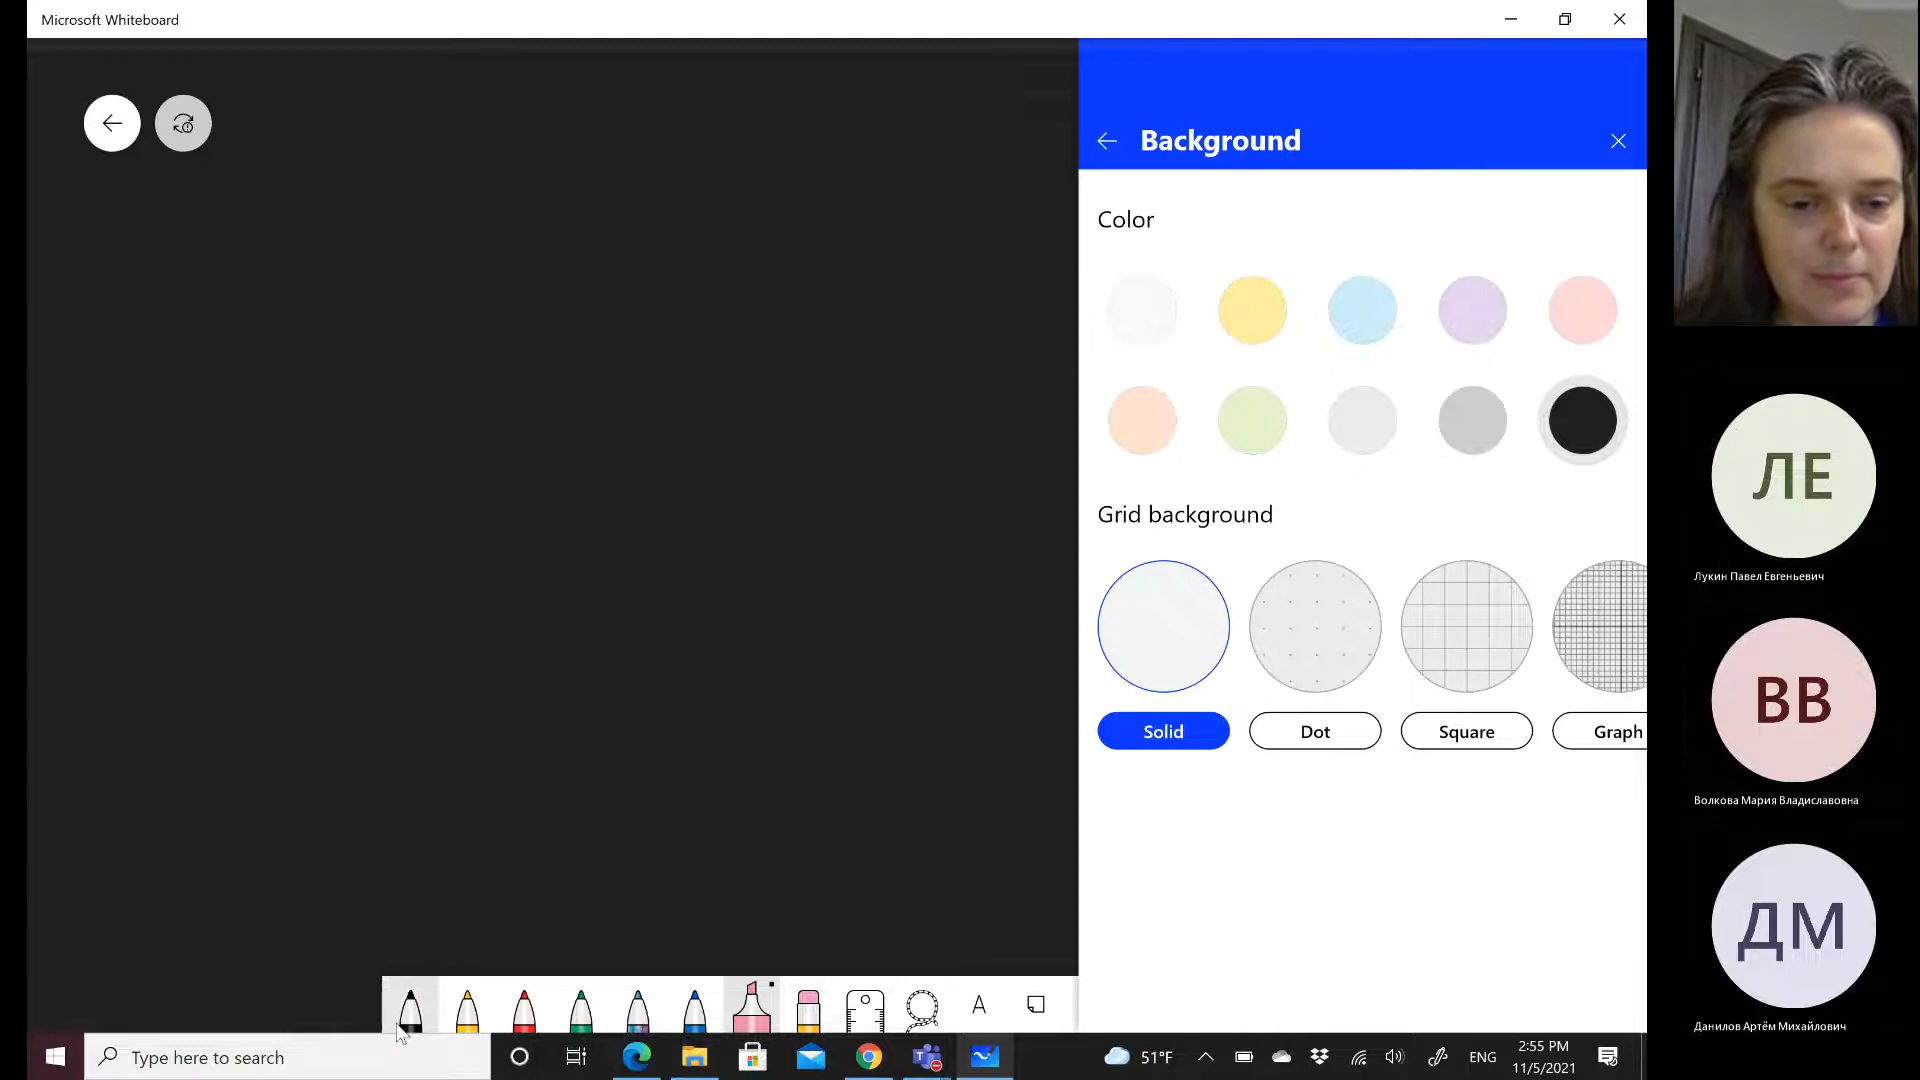 Microsoft Whiteboard
Background
Color
Grid background
Solid
Dot
Square
Graph
A
Type here to search
51°F
ENG
2:55 PM
11/5/2021
ЛЕ
Лукин Павел Евгеньевич
ВВ
Волкова Мария Владиславовна
ДМ
Данилов Артём Михайлович